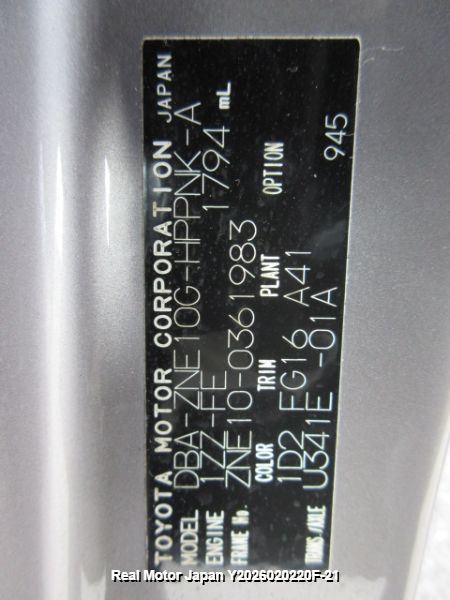 TOYOTA MOTOR CORPORATION JAPAN
MODEL DBA-ZNE10G-HPPNK-A
ENGINE 1ZZ-FE 1794 mL
FRAME No. ZNE10-0361983
COLOR TRIM PLANT OPTION
1D2 FG16 A41 945
TRANS/AXLE U341E -01A
Real Motor Japan Y2026020220F-21